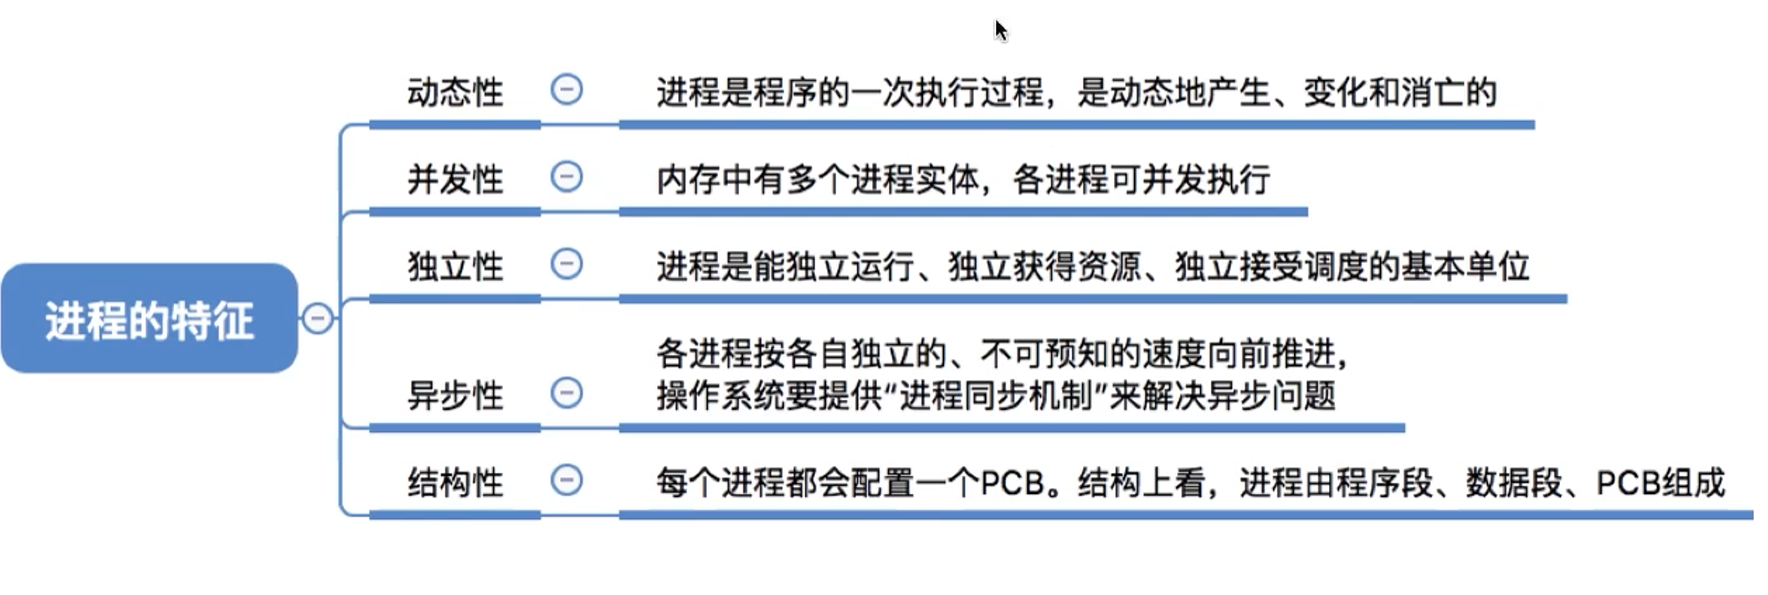 动态性
进程是程序的一次执行过程，是动态地产生、变化和消亡的
并发性
内存中有多个进程实体，各进程可并发执行
独立性
进程是能独立运行、独立获得资源、独立接受调度的基本单位
进程的特征
异步性
各进程按各自独立的、不可预知的速度向前推进，
操作系统要提供“进程同步机制”来解决异步问题
结构性
每个进程都会配置一个PCB。结构上看，进程由程序段、数据段、PCB组成